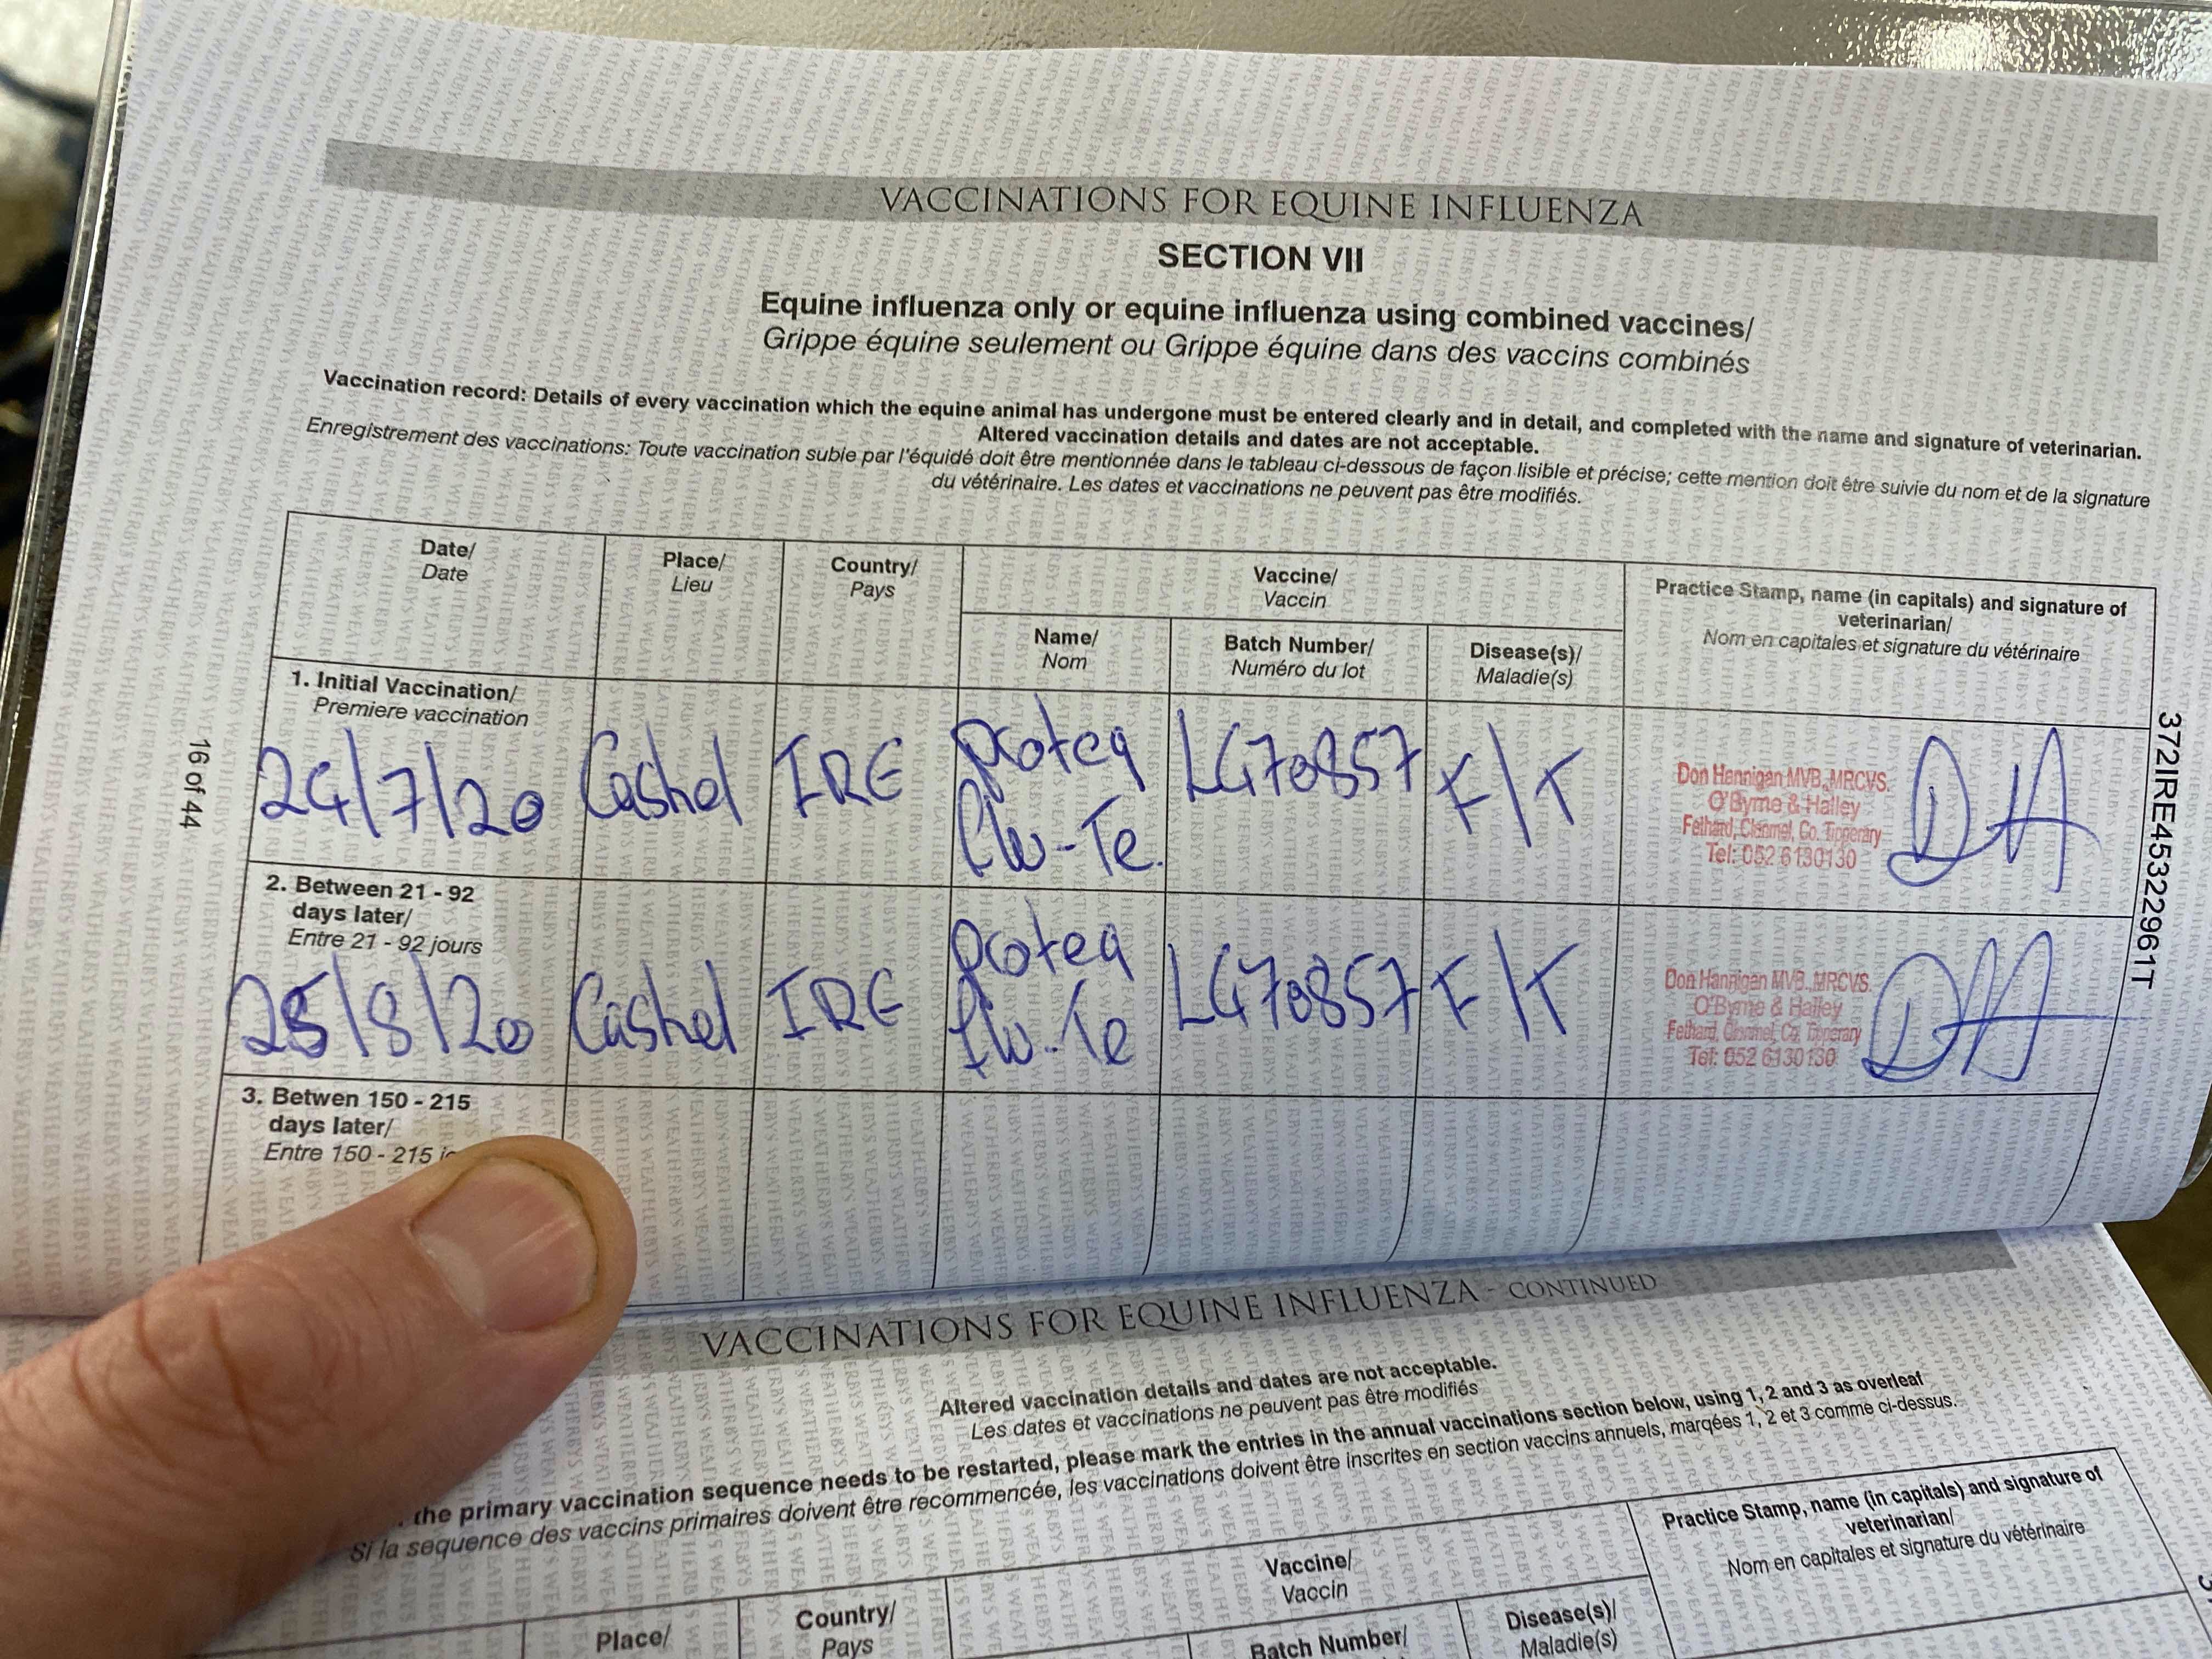 VACCINATIONS FOR EQUINE INFLUENZA
SECTION VII
Equine influenza only or equine influenza using combined vaccines/
Grippe équine seulement ou Grippe équine dans des vaccins combinés
Vaccination record: Details of every vaccination which the equine animal has undergone must be entered clearly and in detail, and completed with the name and signature of veterinarian.
Altered vaccination details and dates are not acceptable.
Enregistrement des vaccinations: Toute vaccination subie par l'équidé doit être mentionnée dans le tableau ci-dessous de façon lisible et précise; cette mention doit être suivie du nom et de la signature
du vétérinaire. Les dates et vaccinations ne peuvent pas être modifiés.
Date/
Date
Place/
Lieu
Country/
Pays
Vaccine/
Vaccin
Name/
Nom
Batch Number/
Numéro du lot
Disease(s)/
Maladie(s)
Practice Stamp, name (in capitals) and signature of
veterinarian/
Nom en capitales et signature du vétérinaire
1. Initial Vaccination/
Premiere vaccination
24/7/20 Cashel IRE Proteq
Flu-Te.
LG70857 F/T
Don Hannigan MVB, MRCVS.
O'Byrne & Halley
Fethard, Clonmel, Co. Tipperary
Tel: 052 6130130
DH
2. Between 21 - 92
days later/
Entre 21 - 92 jours
25/8/20 Cashel IRE Proteq
flu-Te
LG70857 F/T
Don Hannigan MVB, MRCVS.
O'Byrne & Halley
Fethard, Clonmel, Co. Tipperary
Tel: 052 6130130
DH
3. Betwen 150 - 215
days later/
Entre 150 - 215
16 of 44
372IRE45322961T
VACCINATIONS FOR EQUINE INFLUENZA - CONTINUED
Altered vaccination details and dates are not acceptable.
Les dates et vaccinations ne peuvent pas être modifiés
the primary vaccination sequence needs to be restarted, please mark the entries in the annual vaccinations section below, using 1, 2 and 3 as overleaf
Si la sequence des vaccins primaires doivent être recommencée, les vaccinations doivent être inscrites en section vaccins annuels, marqées 1, 2 et 3 comme ci-dessus.
Place/
Country/
Pays
Vaccine/
Vaccin
Batch Number/
Disease(s)/
Maladie(s)
Practice Stamp, name (in capitals) and signature of
veterinarian/
Nom en capitales et signature du vétérinaire